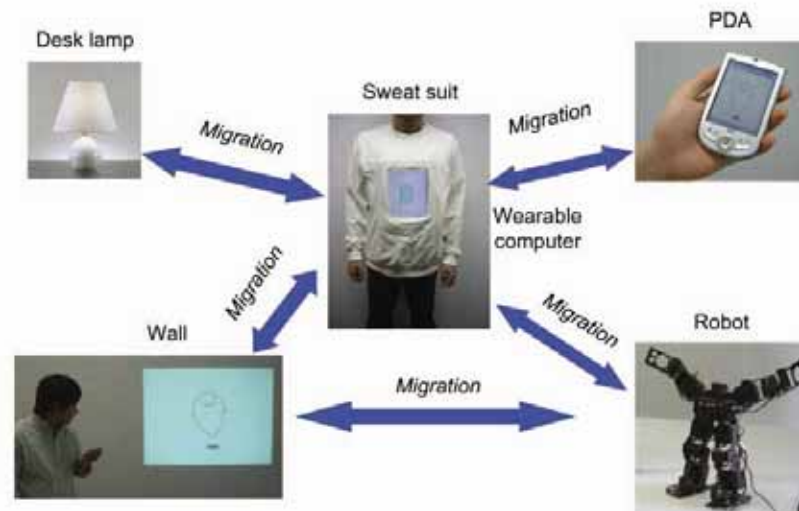 PDA
Desk lamp
Sweat suit
Migration
Migration
Wearable
computer
Migration
Wall
Migration
Robot
Migration